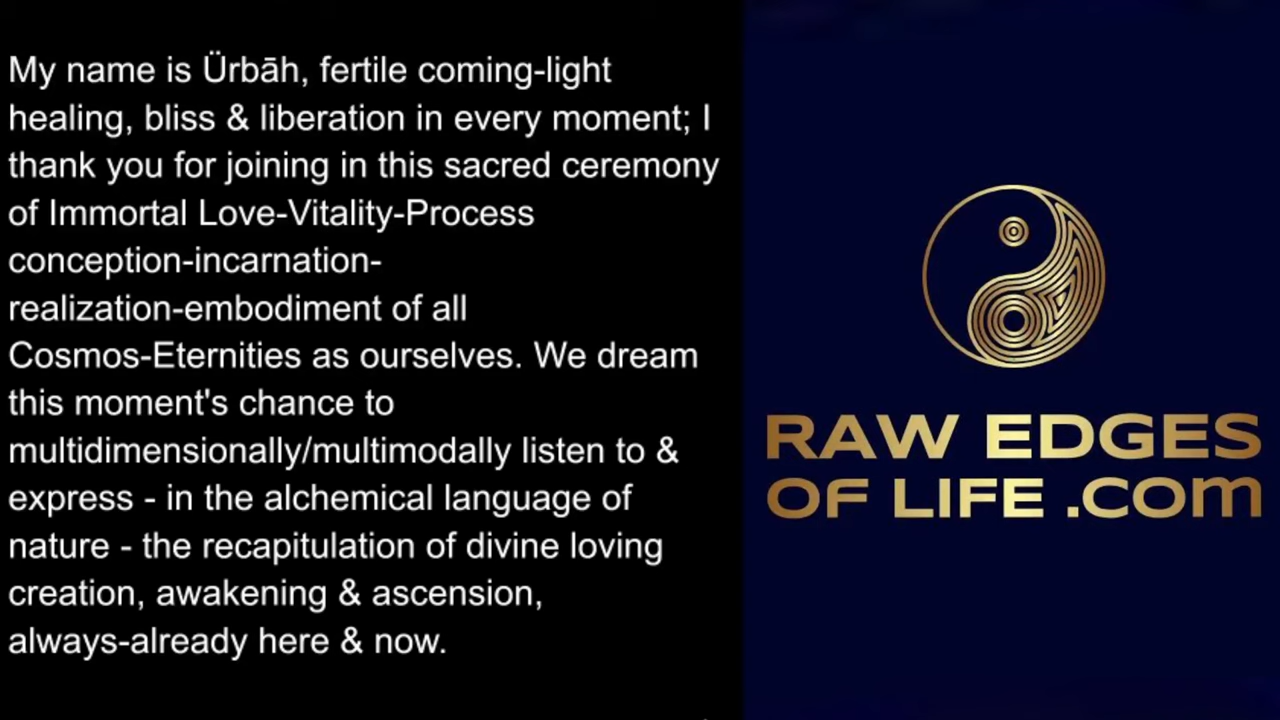 My name is Ürbāh, fertile coming-light
healing, bliss & liberation in every moment; I
thank you for joining in this sacred ceremony
of Immortal Love-Vitality-Process
conception-incarnation-
realization-embodiment of all
Cosmos-Eternities as ourselves. We dream
this moment's chance to
multidimensionally/multimodally listen to &
express - in the alchemical language of
nature - the recapitulation of divine loving
creation, awakening & ascension,
always-already here & now.
RAW EDGES
OF LIFE .COm